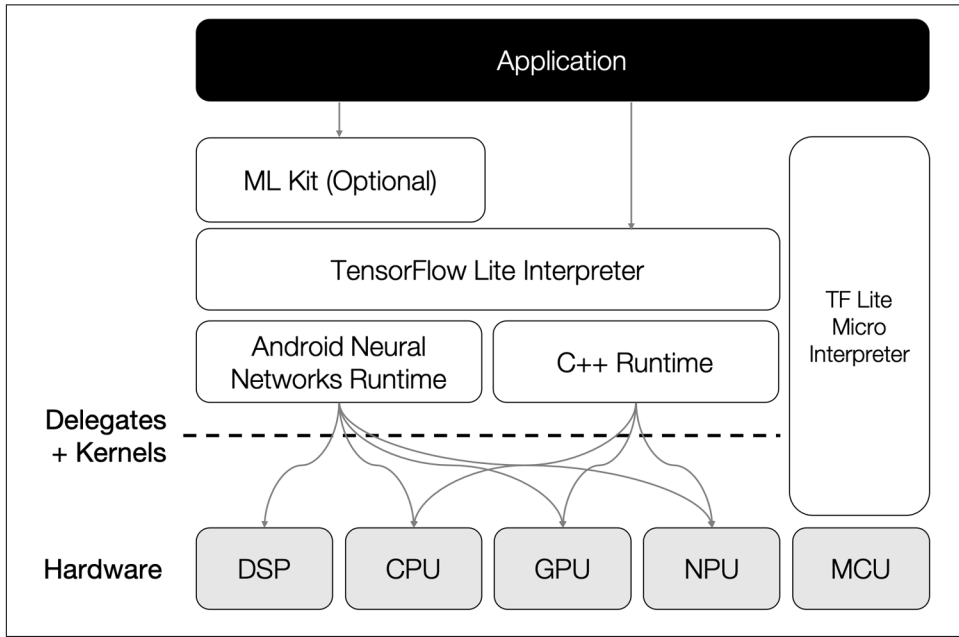 Application
ML Kit (Optional)
TensorFlow Lite Interpreter
TF Lite
Micro
Interpreter
Android Neural
Networks Runtime
C++ Runtime
Delegates
+ Kernels
Hardware
DSP
CPU
GPU
NPU
MCU